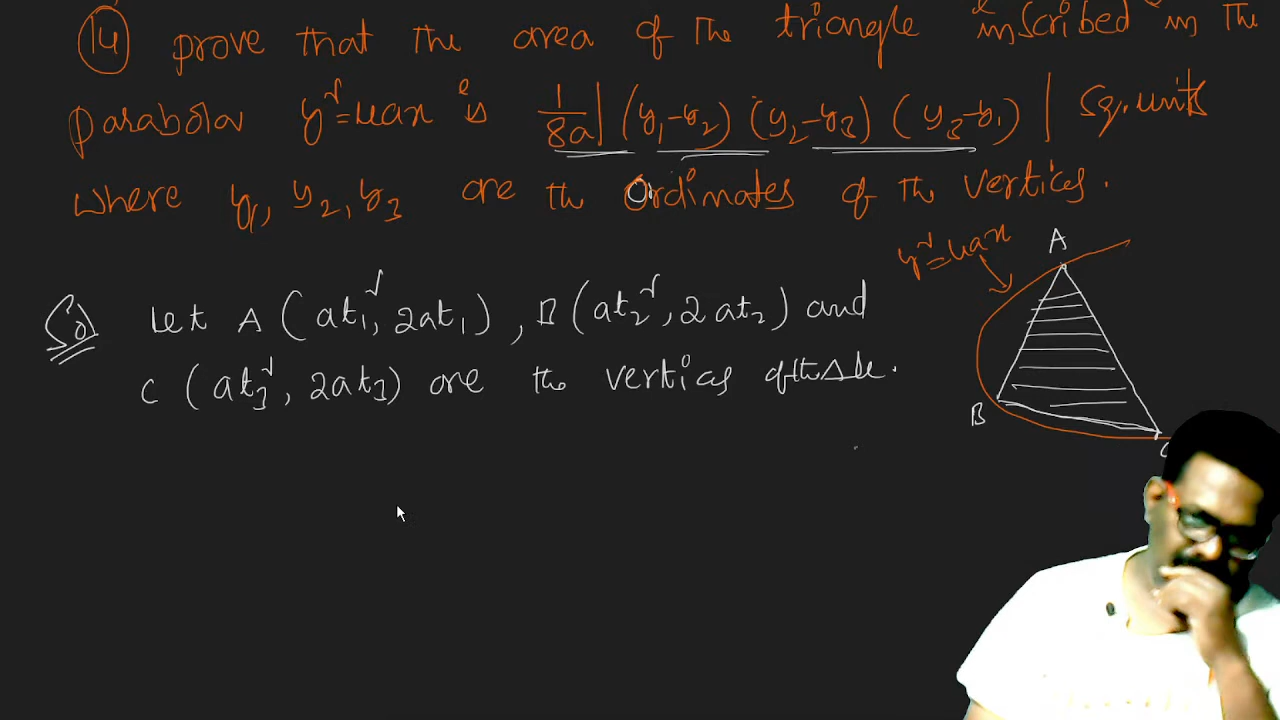 (14) prove that the area of the triangle inscribed in the
parabola y²=4ax is 1/8a |(y₁-y₂) (y₂-y₃) (y₃-y₁)| Sq.units
where y₁, y₂, y₃ are the Ordinates of the vertices.
y²=4ax
A
Sol Let A (at₁², 2at₁), B (at₂², 2at₂) and
C (at₃², 2at₃) are the vertices of the Δle.
B
C